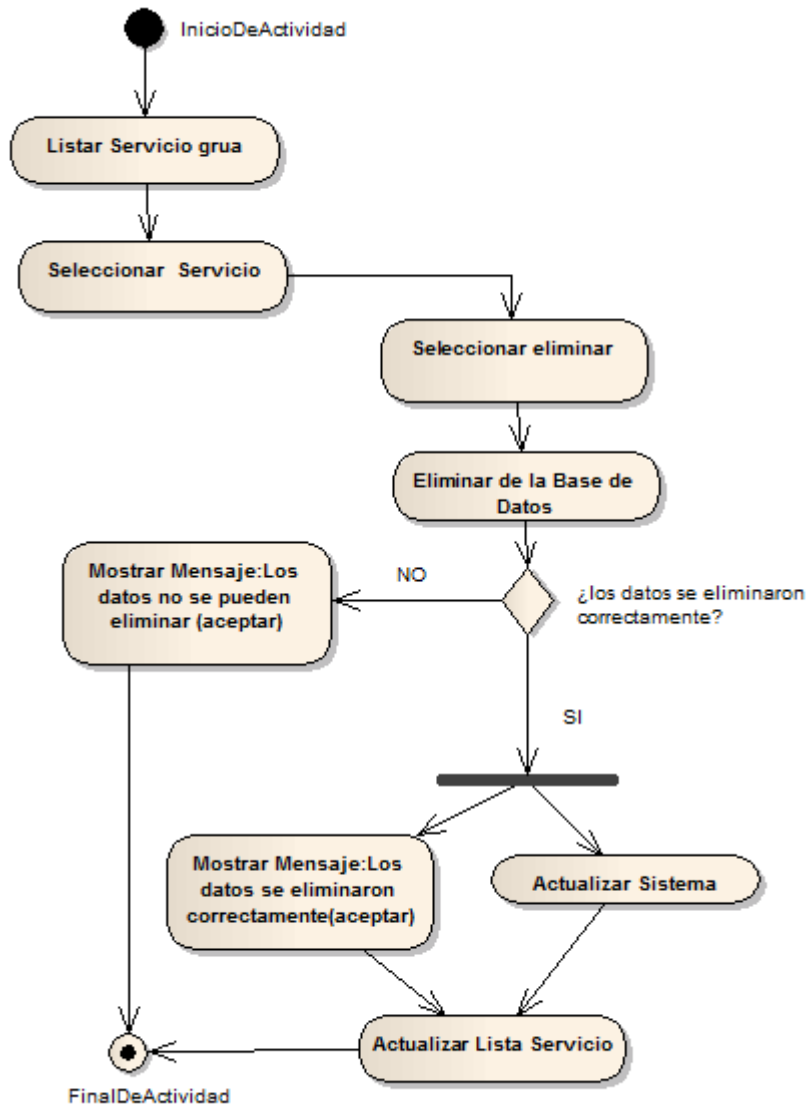 InicioDeActividad
Listar Servicio grua
Seleccionar Servicio
Seleccionar eliminar
Eliminar de la Base de
Datos
¿los datos se eliminaron
correctamente?
NO
Mostrar Mensaje:Los
datos no se pueden
eliminar (aceptar)
SI
Mostrar Mensaje:Los
datos se eliminaron
correctamente(aceptar)
Actualizar Sistema
Actualizar Lista Servicio
FinalDeActividad